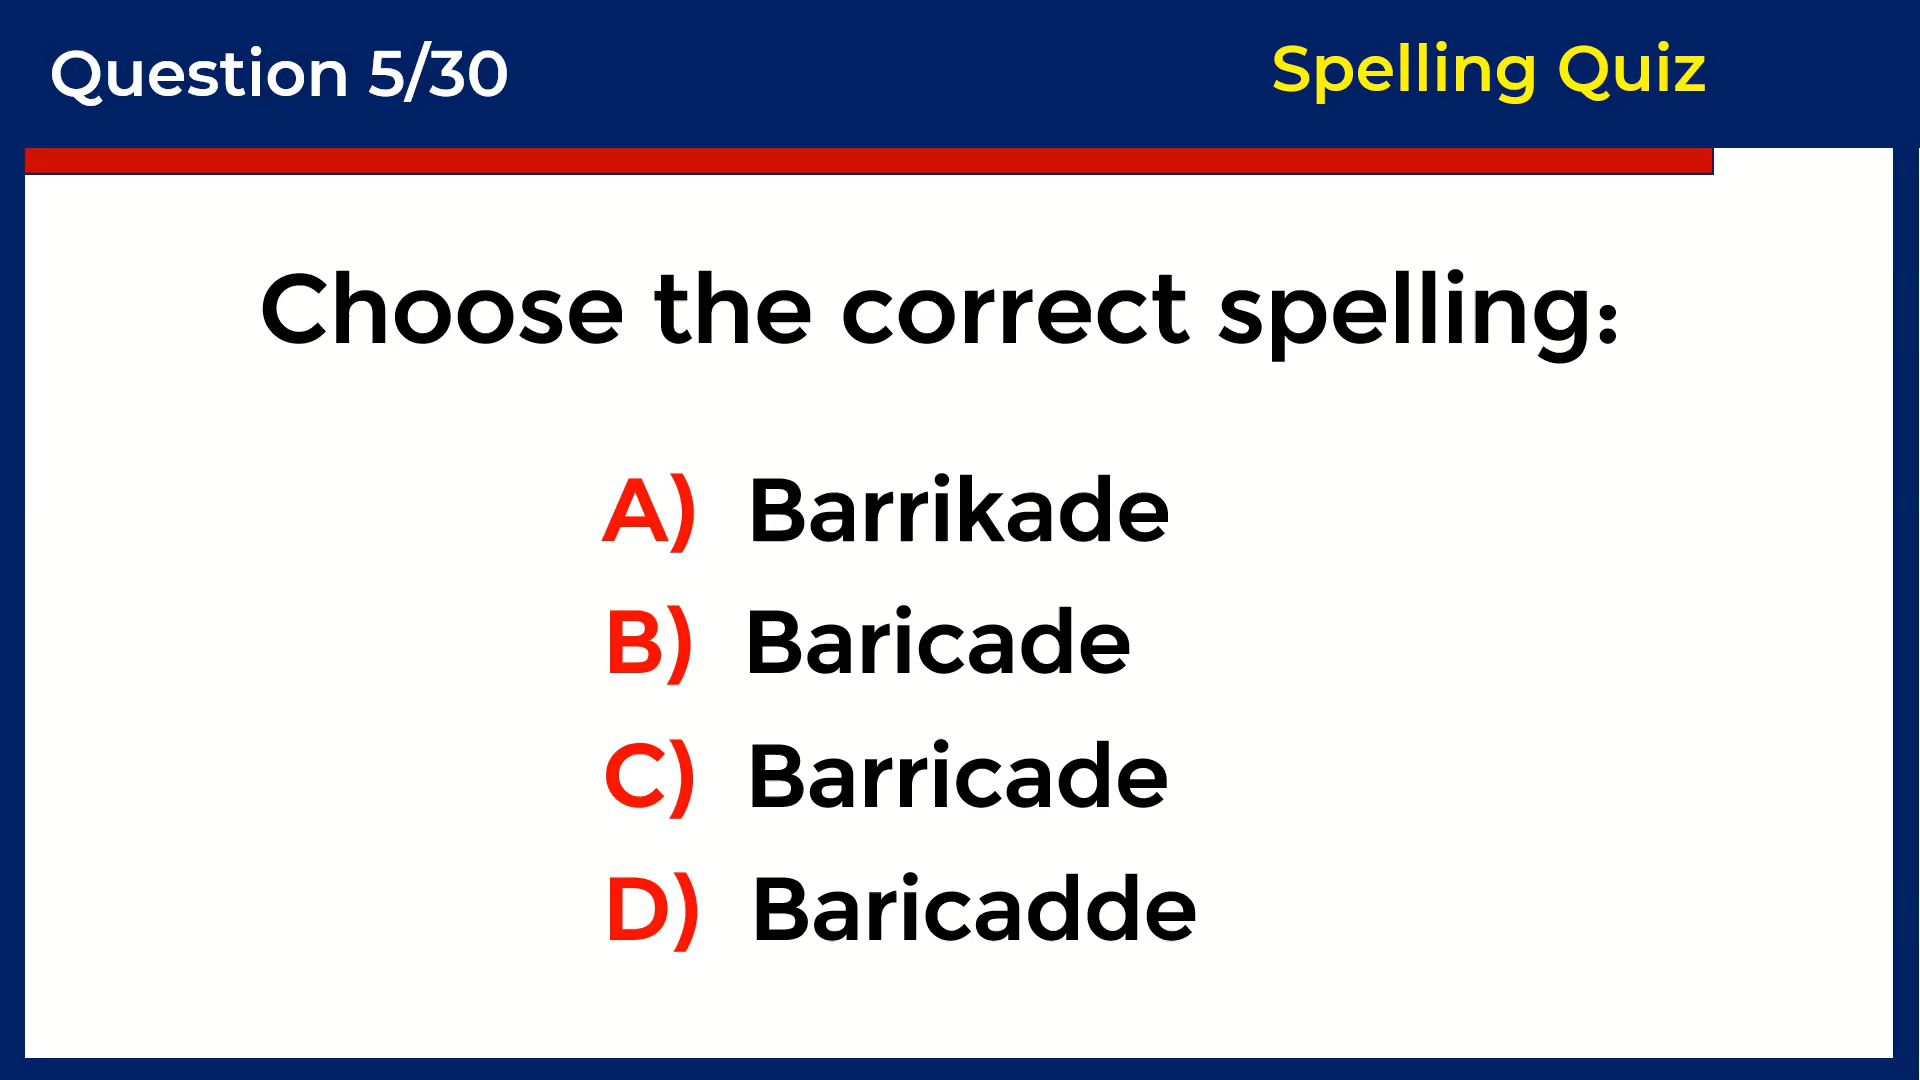 Question 5/30
Spelling Quiz
Choose the correct spelling:
A) Barrikade
B) Baricade
C) Barricade
D) Baricadde